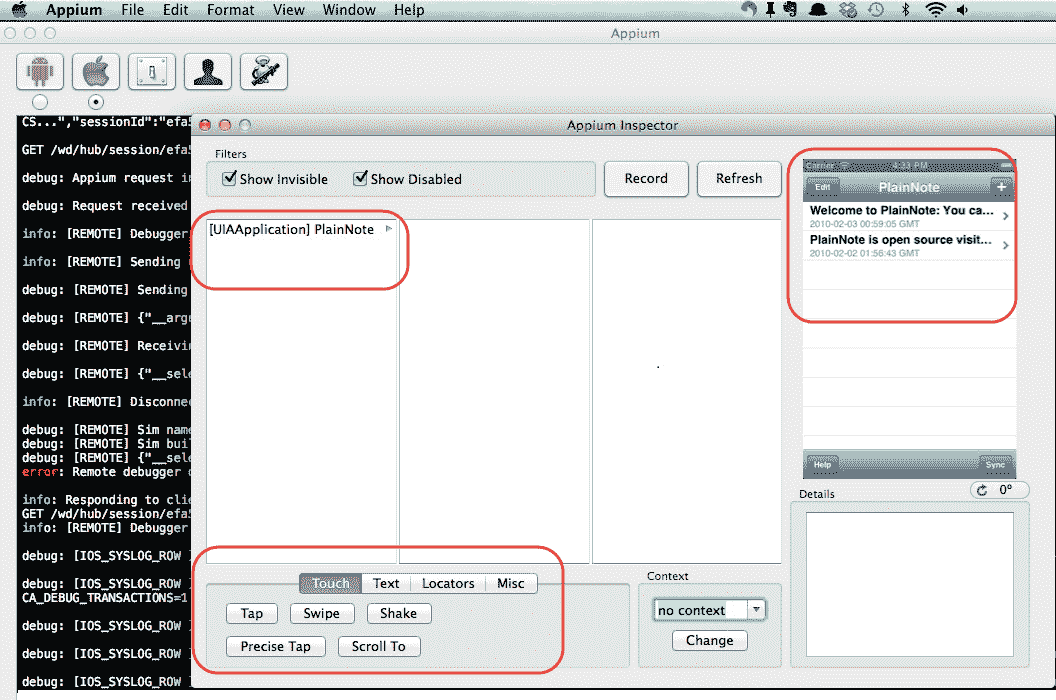 Appium File Edit Format View Window Help
Appium
CS...","sessionId":"efa5
GET /wd/hub/session/efa5
debug: Appium request in
debug: Request received
info: [REMOTE] Debugger
info: [REMOTE] Sending
debug: [REMOTE] Sending
debug: [REMOTE] {"__argu
debug: [REMOTE] Receivin
debug: [REMOTE] {"__sele
info: [REMOTE] Disconnec
debug: [REMOTE] Sim name
debug: [REMOTE] Sim buil
debug: [REMOTE] {"__sele
error: Remote debugger
info: Responding to clie
GET /wd/hub/session/efa5
info: [REMOTE] Debugger
debug: [IOS_SYSLOG_ROW
debug: [IOS_SYSLOG_ROW
CA_DEBUG_TRANSACTIONS=1
debug: [IOS_SYSLOG_ROW
debug: [IOS_SYSLOG_ROW
debug: [IOS_SYSLOG_ROW
Appium Inspector
Filters
Show Invisible Show Disabled
Record Refresh
[UIAApplication] PlainNote
Carrier 4:33 PM
Edit PlainNote +
Welcome to PlainNote: You ca...
2010-02-03 00:59:05 GMT
PlainNote is open source visit...
2010-02-02 01:56:43 GMT
Help Sync
0°
Details
Touch Text Locators Misc
Tap Swipe Shake
Precise Tap Scroll To
Context
no context
Change